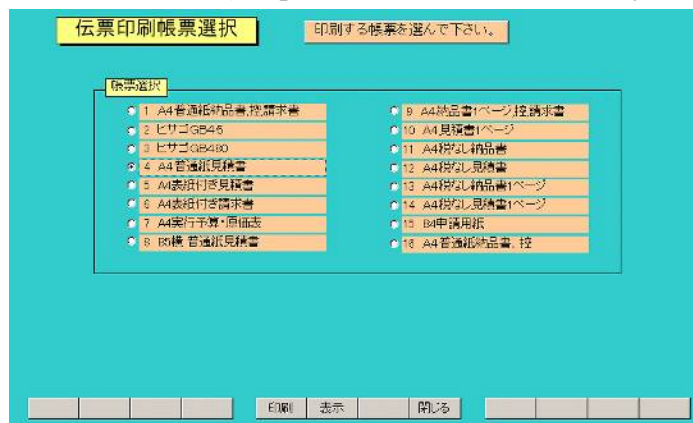 伝票印刷帳票選択
印刷する帳票を選んで下さい。
帳票選択
1 A4普通紙納品書,控,請求書
2 ヒサゴGB46
3 ヒサゴGB480
4 A4普通紙見積書
5 A4表紙付き見積書
6 A4表紙付き請求書
7 A4実行予算・原価表
8 B5横 普通紙見積書
9 A4納品書1ページ,控,請求書
10 A4見積書1ページ
11 A4税なし納品書
12 A4税なし見積書
13 A4税なし納品書1ページ
14 A4税なし見積書1ページ
15 B4申請用紙
16 A4普通紙納品書,控
印刷 表示 閉じる